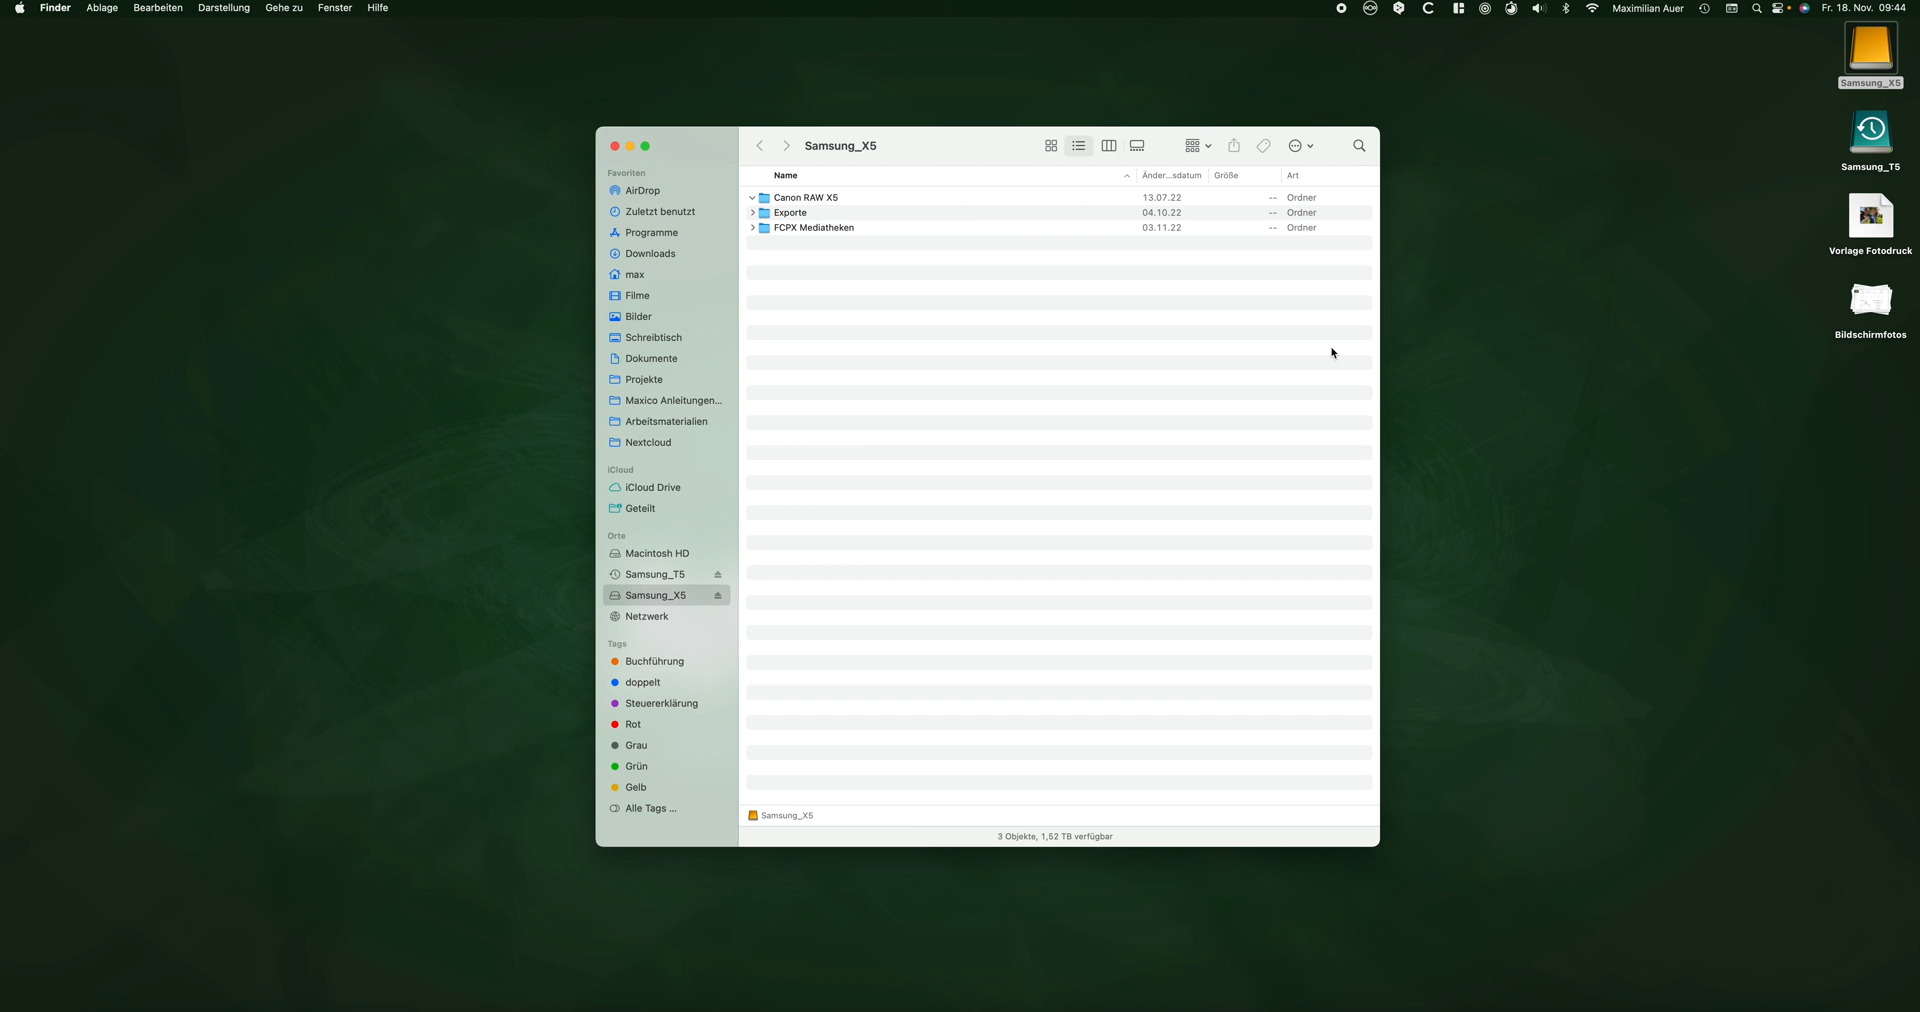 Finder Ablage Bearbeiten Darstellung Gehe zu Fenster Hilfe Maximilian Auer Fr. 18. Nov. 09:44
Samsung_X5
Samsung_T5
Vorlage Fotodruck
Bildschirmfotos
Samsung_X5
Favoriten
AirDrop
Zuletzt benutzt
Programme
Downloads
max
Filme
Bilder
Schreibtisch
Dokumente
Projekte
Maxico Anleitungen...
Arbeitsmaterialien
Nextcloud
iCloud
iCloud Drive
Geteilt
Orte
Macintosh HD
Samsung_T5
Samsung_X5
Netzwerk
Tags
Buchführung
doppelt
Steuererklärung
Rot
Grau
Grün
Gelb
Alle Tags ...
Name Änder...sdatum Größe Art
Canon RAW X5 13.07.22 -- Ordner
Exporte 04.10.22 -- Ordner
FCPX Mediatheken 03.11.22 -- Ordner
Samsung_X5
3 Objekte, 1,52 TB verfügbar